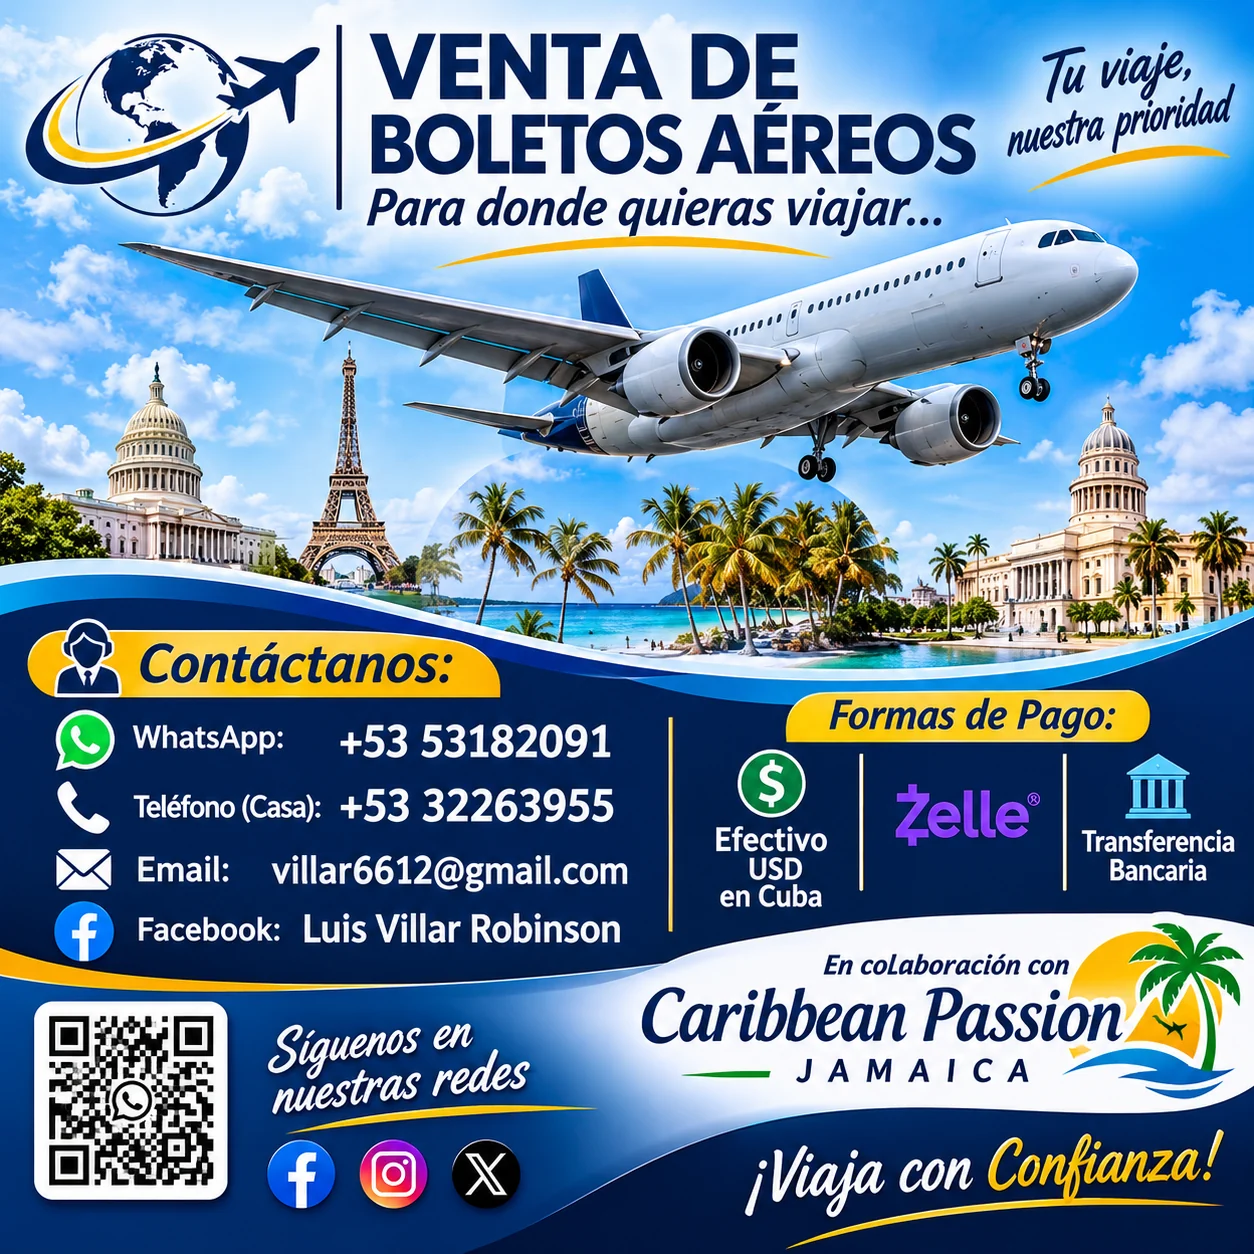 VENTA DE
BOLETOS AÉREOS
Para donde quieras viajar...
Tu viaje,
nuestra prioridad
Contáctanos:
WhatsApp: +53 53182091
Teléfono (Casa): +53 32263955
Email: villar6612@gmail.com
Facebook: Luis Villar Robinson
Formas de Pago:
Efectivo
USD
en Cuba
Zelle®
Transferencia
Bancaria
En coLaboración con
Caribbean Passion
JAMAICA
Síguenos en
nuestras redes
¡Viaja con Confianza!